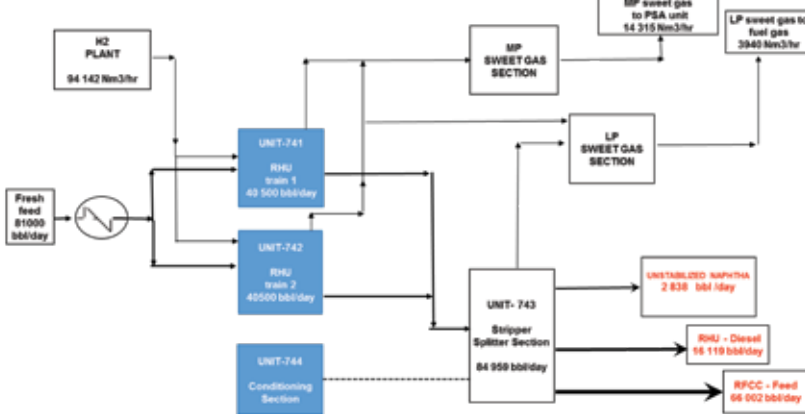 MP sweet gas
to PSA unit
14 315Nm3/hr
LP sweet gas to
fuel gas
3940 Nm3/hr
H2
PLANT
94 142 Nm3/hr
MP
SWEET GAS
SECTION
LP
SWEET GAS
SECTION
UNIT-741
RHU
train 1
40 500 bbl/day
Fresh
feed
81000
bbl/day
UNIT-742
RHU
train 2
40500 bbl/day
UNIT- 743
Stripper
Splitter Section
84 959 bbl/day
UNSTABILIZED NAPHTHA
2 838 bbl /day
RHU - Diesel
16 119 bbl/day
RFCC - Feed
66 002 bbl/day
UNIT-744
Conditioning
Section